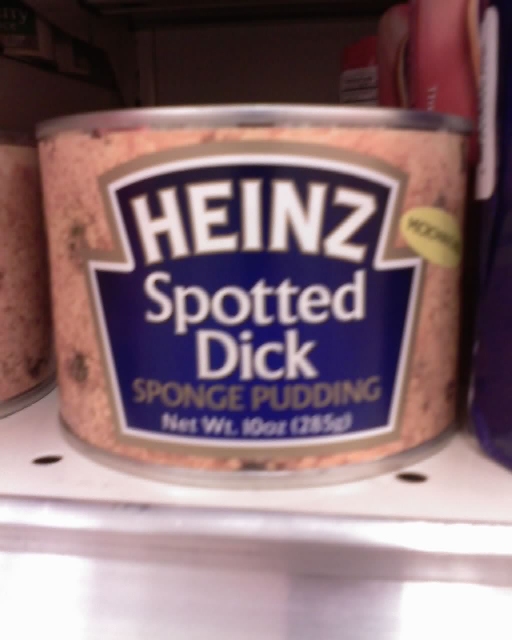 HEINZ
Spotted
Dick
SPONGE PUDDING
Net Wt. 10oz (285g)